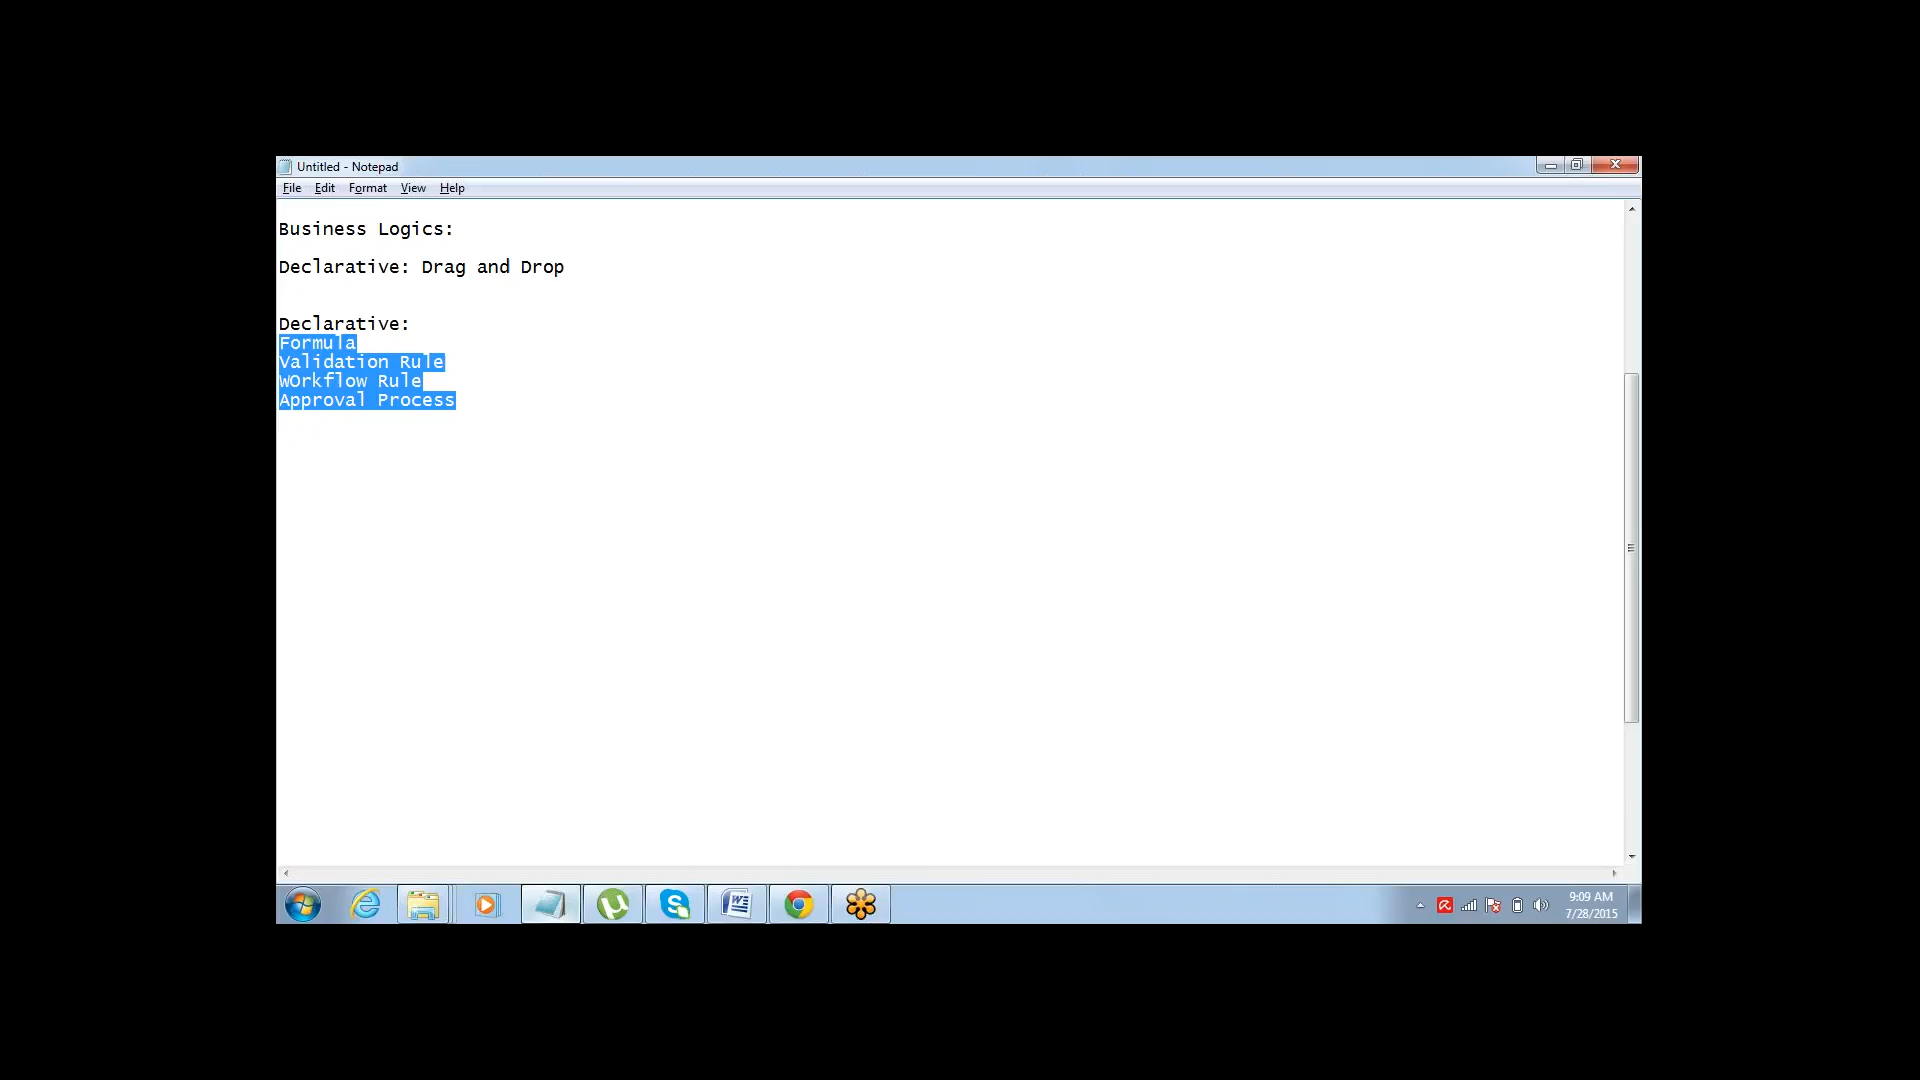 Untitled - Notepad
File Edit Format View Help
Business Logics:
Declarative: Drag and Drop
Declarative:
Formula
Validation Rule
WOrkflow Rule
Approval Process
9:09 AM
7/28/2015